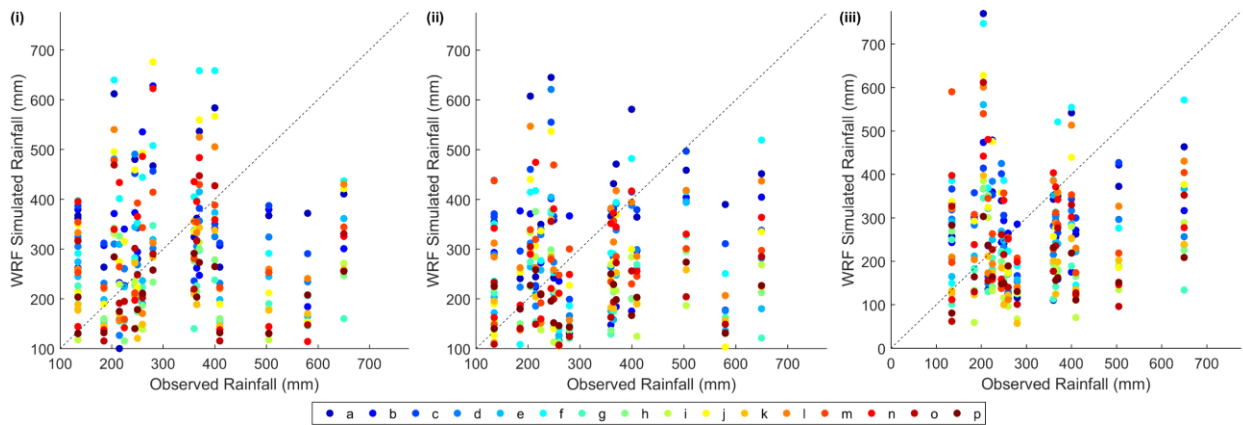 (i)
WRF Simulated Rainfall (mm)
700
600
500
400
300
200
100
100 200 300 400 500 600 700
Observed Rainfall (mm)
(ii)
WRF Simulated Rainfall (mm)
700
600
500
400
300
200
100
100 200 300 400 500 600 700
Observed Rainfall (mm)
(iii)
WRF Simulated Rainfall (mm)
700
600
500
400
300
200
100
0
0 100 200 300 400 500 600 700
Observed Rainfall (mm)
a b c d e f g h i j k l m n o p